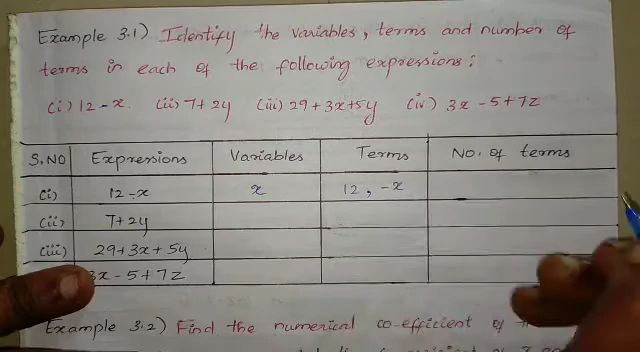 Example 3.1) Identify the variables, terms and number of
terms in each of the following expressions:
(i) 12-x (ii) 7+2y (iii) 29+3x+5y (iv) 3x-5+7z
S.NO Expressions Variables Terms No. of terms
(i) 12-x x 12, -x
(ii) 7+2y
(iii) 29+3x+5y
3x-5+7z
Example 3.2) Find the numerical co-efficient of